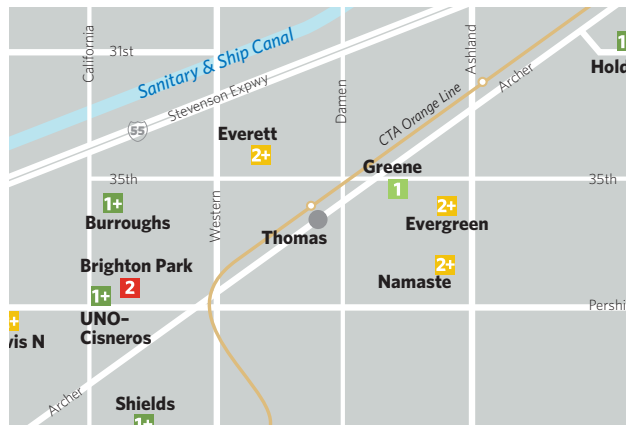 California
31st
Sanitary & Ship Canal
Stevenson Expwy
55
Damen
Ashland
Archer
1
Hold
CTA Orange Line
Everett
2+
Greene
1
35th
35th
1+
Burroughs
Western
Thomas
2+
Evergreen
Brighton Park
2
1+
UNO–
Cisneros
2+
Namaste
Pershi
+
vis N
Archer
Shields
1+